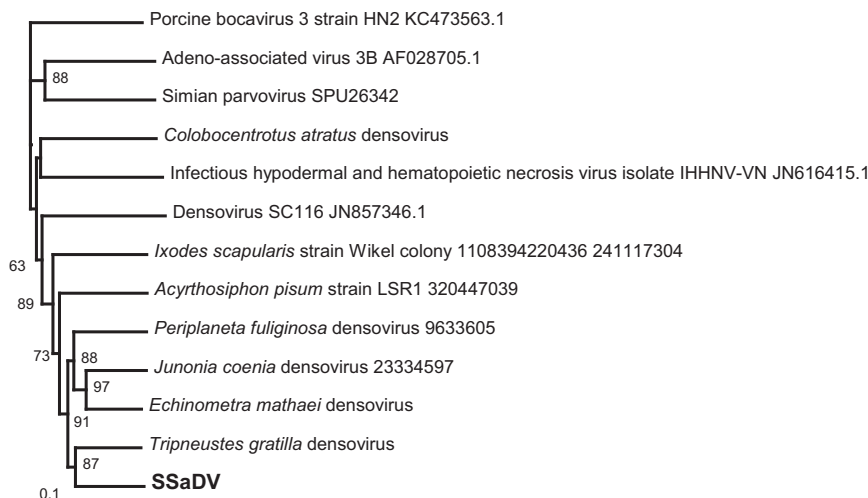 Porcine bocavirus 3 strain HN2 KC473563.1
Adeno-associated virus 3B AF028705.1
88
Simian parvovirus SPU26342
Colobocentrotus atratus densovirus
Infectious hypodermal and hematopoietic necrosis virus isolate IHHNV-VN JN616415.1
Densovirus SC116 JN857346.1
63
Ixodes scapularis strain Wikel colony 1108394220436 241117304
89
Acyrthosiphon pisum strain LSR1 320447039
Periplaneta fuliginosa densovirus 9633605
73
88
Junonia coenia densovirus 23334597
97
Echinometra mathaei densovirus
91
Tripneustes gratilla densovirus
87
SSaDV
0.1